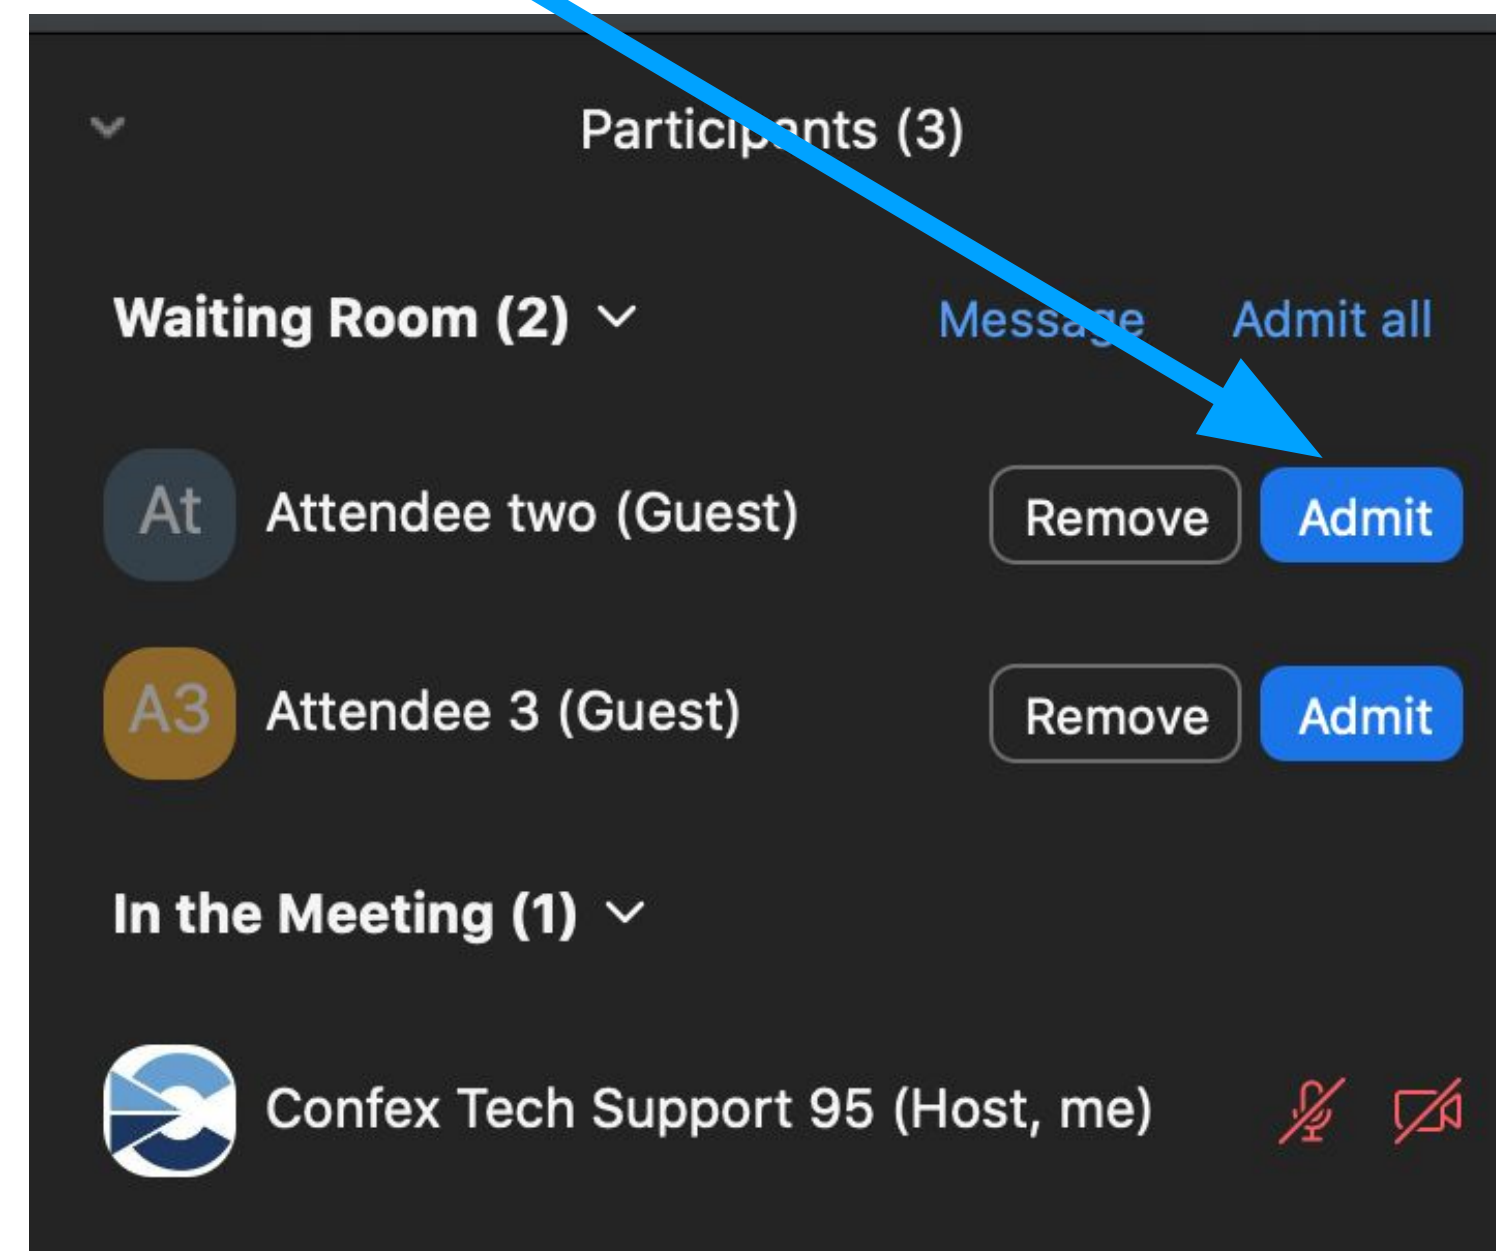 Participants (3)
Waiting Room (2) Message Admit all
At Attendee two (Guest) Remove Admit
A3 Attendee 3 (Guest) Remove Admit
In the Meeting (1)
Confex Tech Support 95 (Host, me)